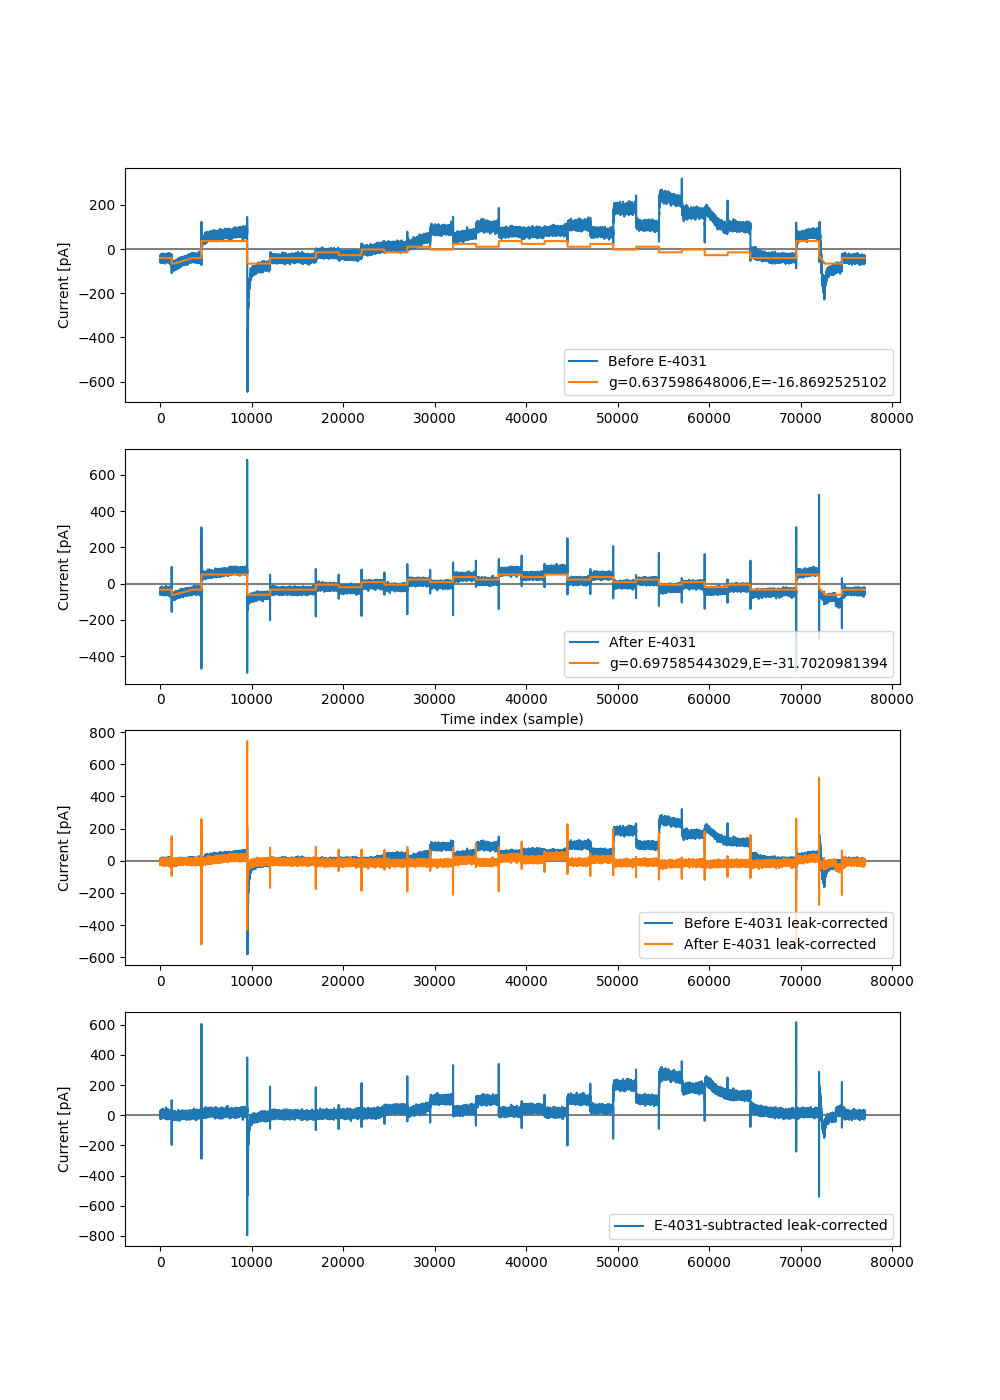 200
0
−200
−400
−600
Current [pA]
Before E-4031
g=0.637598648006,E=-16.8692525102
0 10000 20000 30000 40000 50000 60000 70000 80000
600
400
200
0
−200
−400
Current [pA]
After E-4031
g=0.697585443029,E=-31.7020981394
0 10000 20000 30000 40000 50000 60000 70000 80000
Time index (sample)
800
600
400
200
0
−200
−400
−600
Current [pA]
Before E-4031 leak-corrected
After E-4031 leak-corrected
0 10000 20000 30000 40000 50000 60000 70000 80000
600
400
200
0
−200
−400
−600
−800
Current [pA]
E-4031-subtracted leak-corrected
0 10000 20000 30000 40000 50000 60000 70000 80000